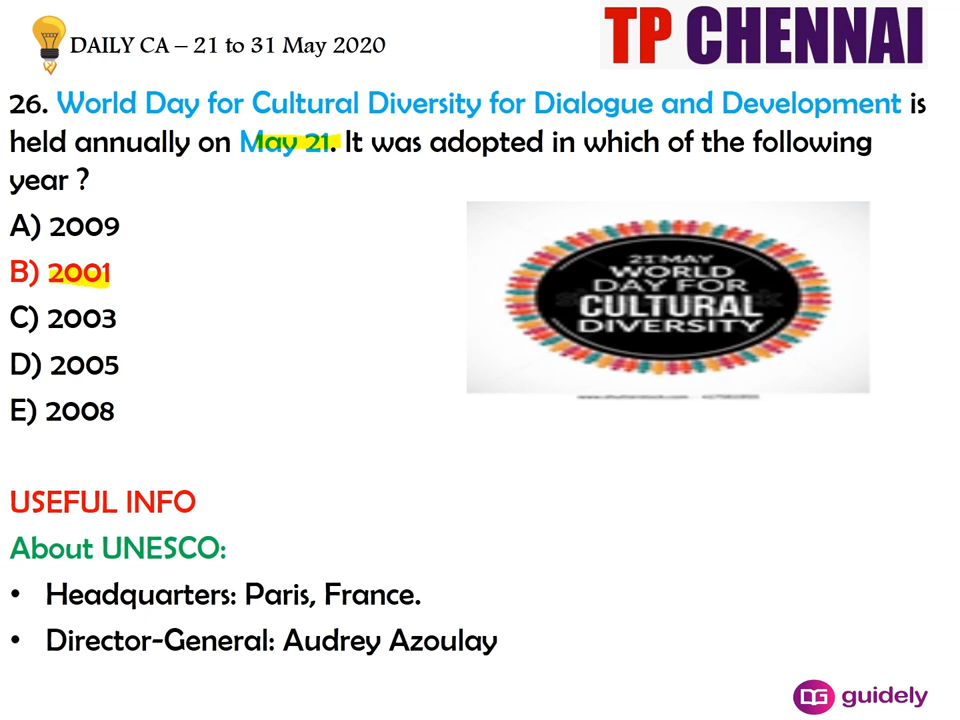 DAILY CA – 21 to 31 May 2020
TP CHENNAI
26. World Day for Cultural Diversity for Dialogue and Development is
held annually on May 21. It was adopted in which of the following
year ?
A) 2009
B) 2001
C) 2003
D) 2005
E) 2008
21 MAY
WORLD
DAY FOR
CULTURAL
DIVERSITY
USEFUL INFO
About UNESCO:
• Headquarters: Paris, France.
• Director-General: Audrey Azoulay
guidely